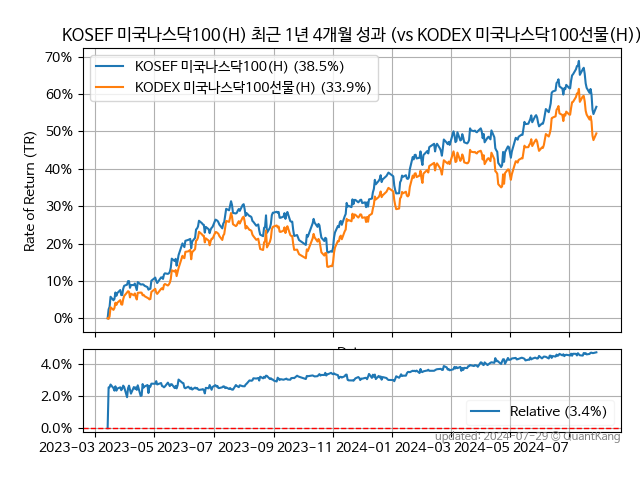 KOSEF 미국나스닥100(H) 최근 1년 4개월 성과 (vs KODEX 미국나스닥100선물(H))
70%
60%
50%
40%
30%
20%
10%
0%
Rate of Return (TR)
KOSEF 미국나스닥100(H) (38.5%)
KODEX 미국나스닥100선물(H) (33.9%)
4.0%
2.0%
0.0%
Relative (3.4%)
updated: 2024-07-29 © QuantKang
2023-03 2023-05 2023-07 2023-09 2023-11 2024-01 2024-03 2024-05 2024-07